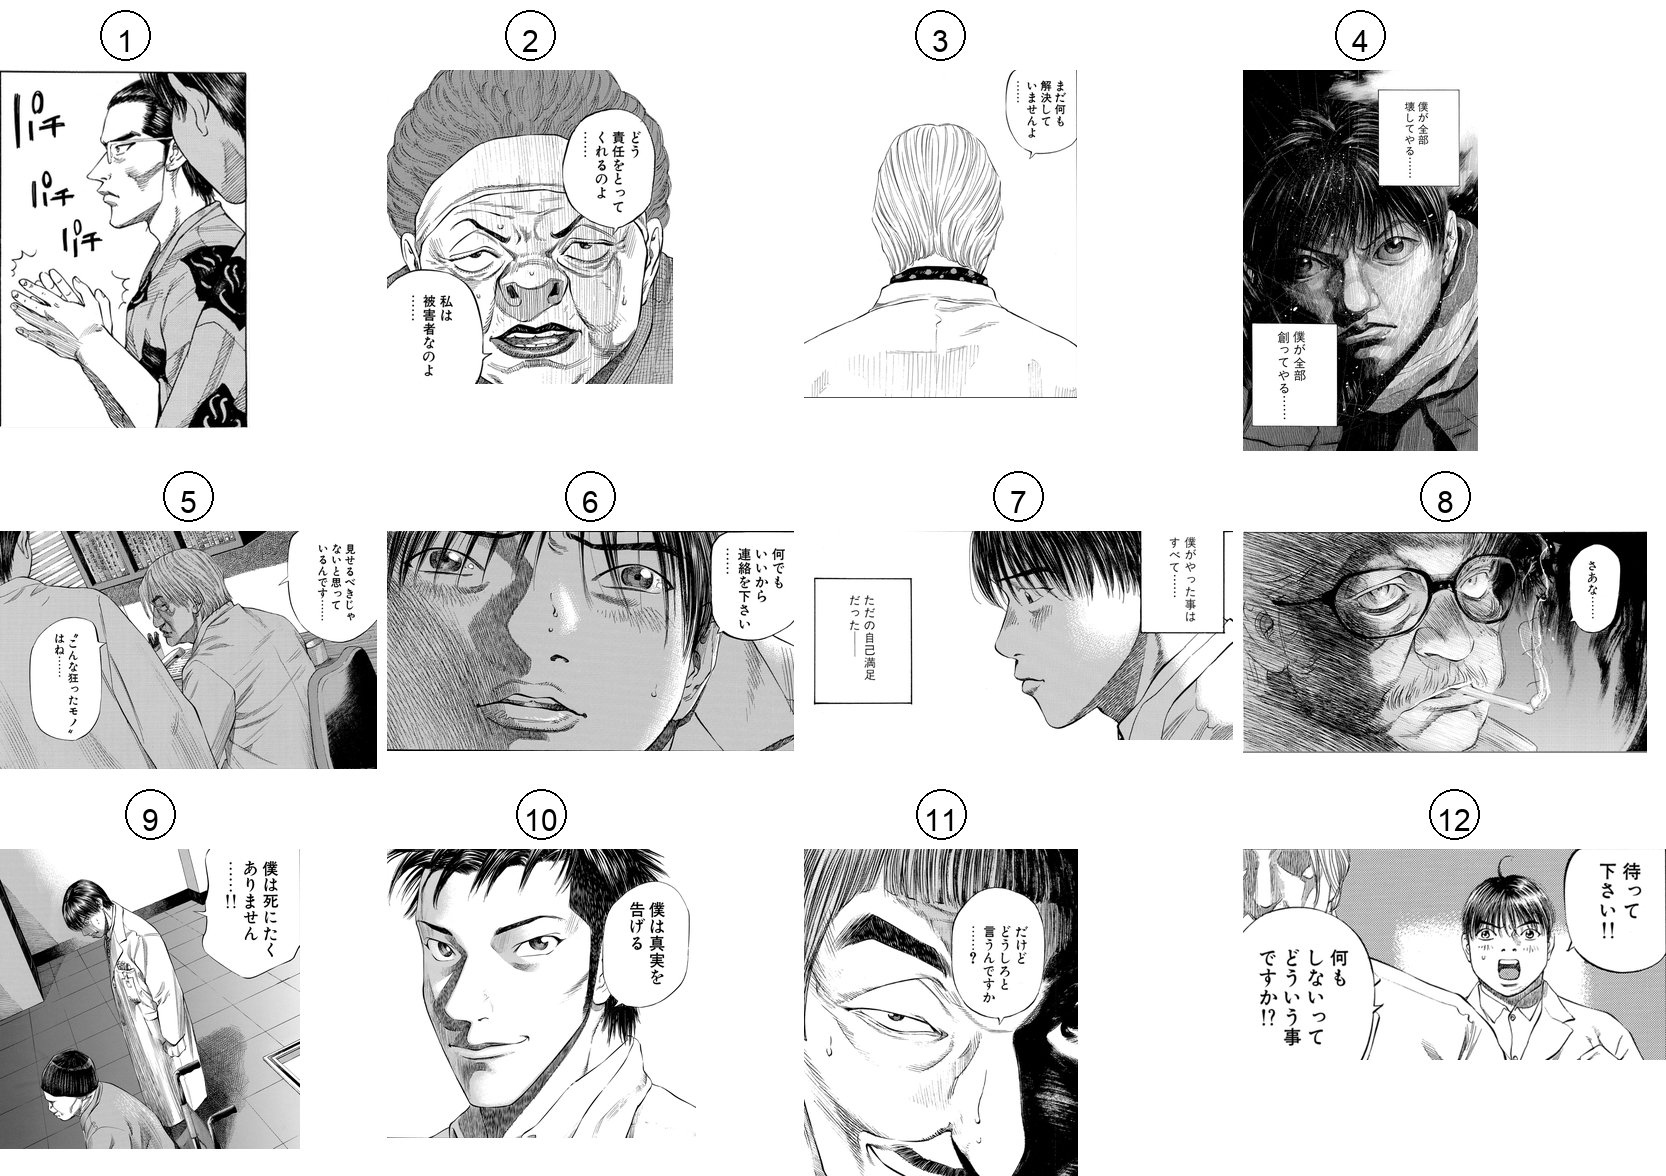 1
パチ
パチ
パチ
2
どう
責任をとって
くれるのよ
……
私は
被害者なのよ
……
3
まだ何も
解決して
いませんよ
……
4
僕が全部
壊してやる……
僕が全部
創ってやる……
5
見せるべきじゃ
ないと思って
いるんです……
〝こんな狂ったモノ〟
はね……
6
何でも
いいから
連絡を下さい
……
7
僕がやった事は
すべて……
ただの自己満足
だった――
8
さあな……
9
僕は死にたく
ありません
……!!
10
僕は真実を
告げる
11
だけど
どうしろと
言うんですか
……?
12
待って
下さい!!
何も
しないって
どういう事
ですか!?